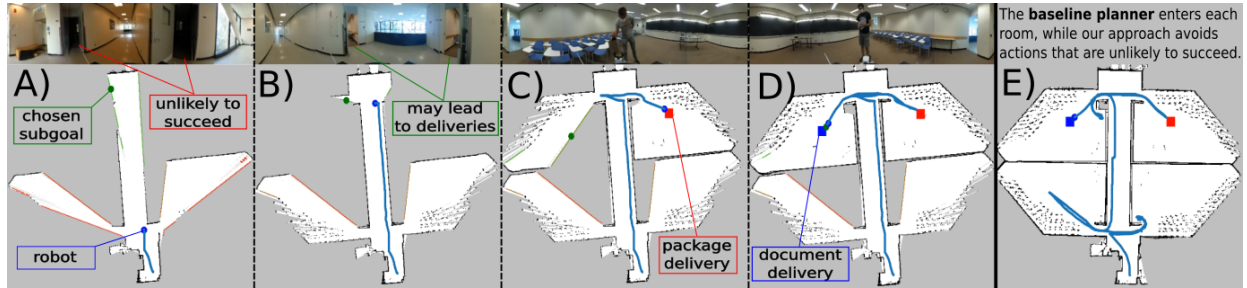 A)
chosen
subgoal
unlikely to
succeed
robot
B)
may lead
to deliveries
C)
package
delivery
D)
document
delivery
The baseline planner enters each
room, while our approach avoids
actions that are unlikely to succeed.
E)